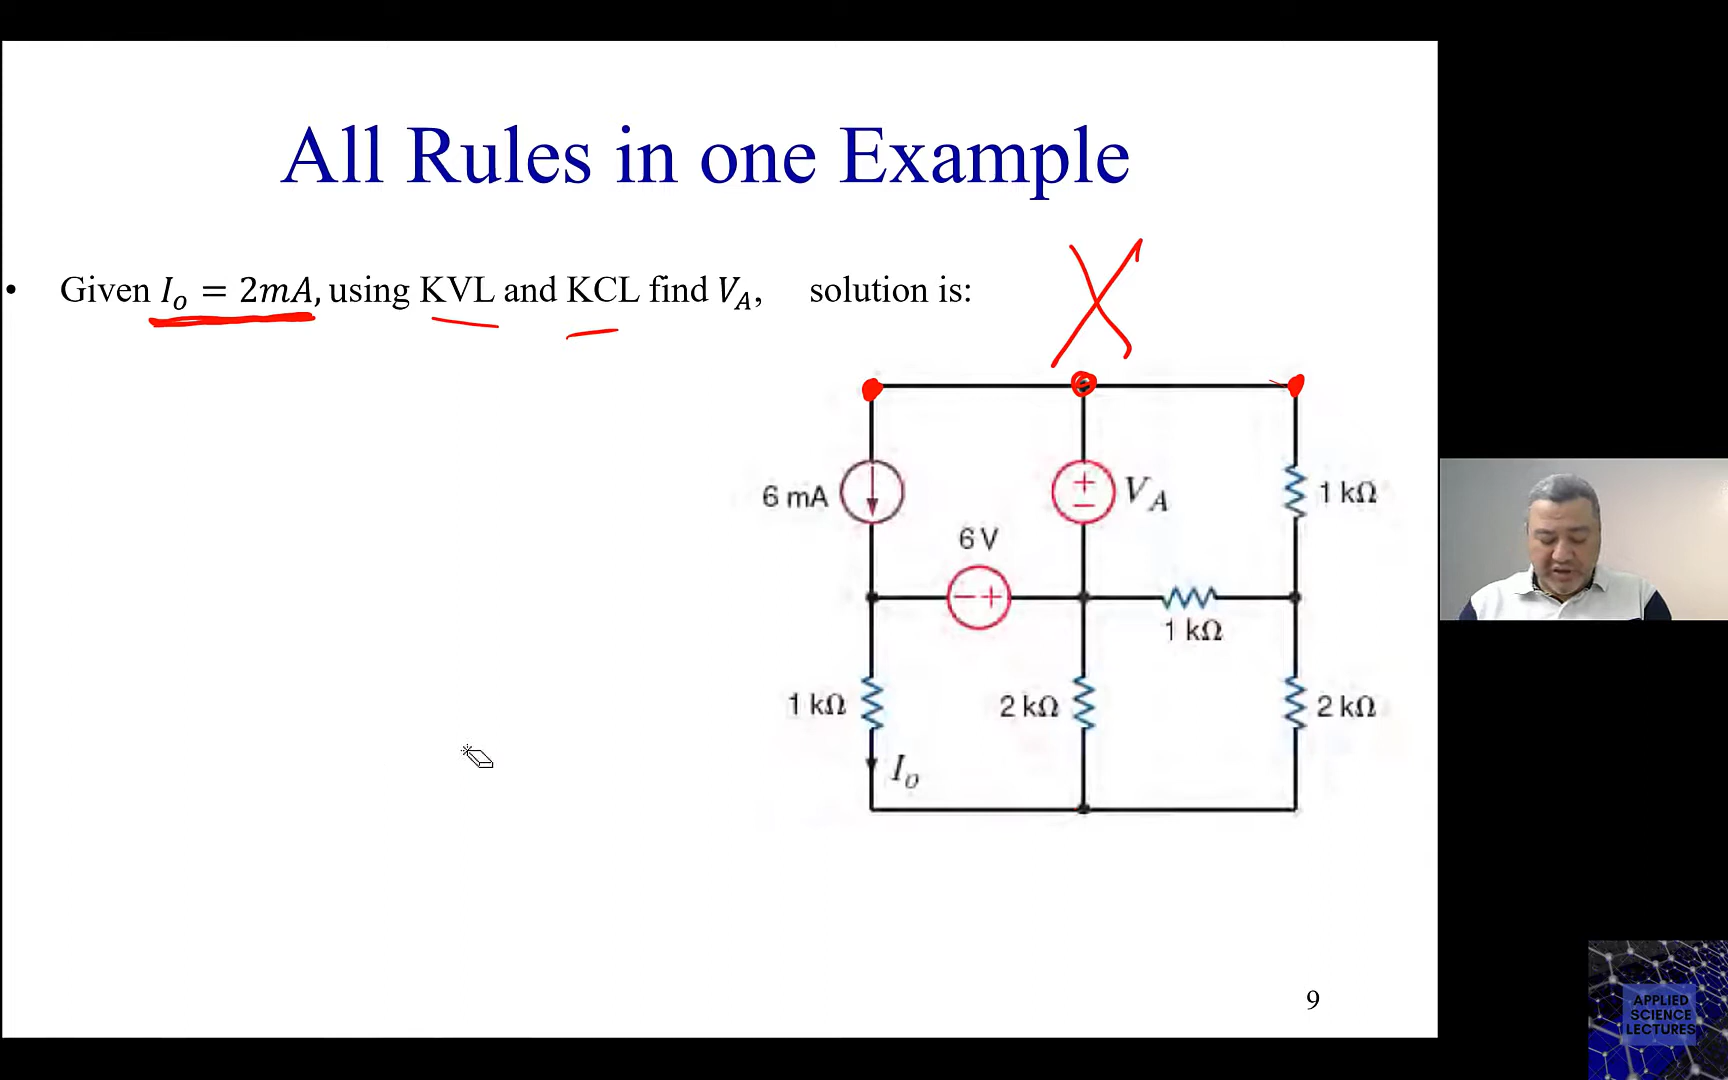 All Rules in one Example
• Given I_o = 2mA, using KVL and KCL find V_A, solution is:
X
6 mA
+
−
V_A
1 kΩ
6 V
− +
1 kΩ
1 kΩ
2 kΩ
2 kΩ
I_o
9
APPLIED
SCIENCE
LECTURES